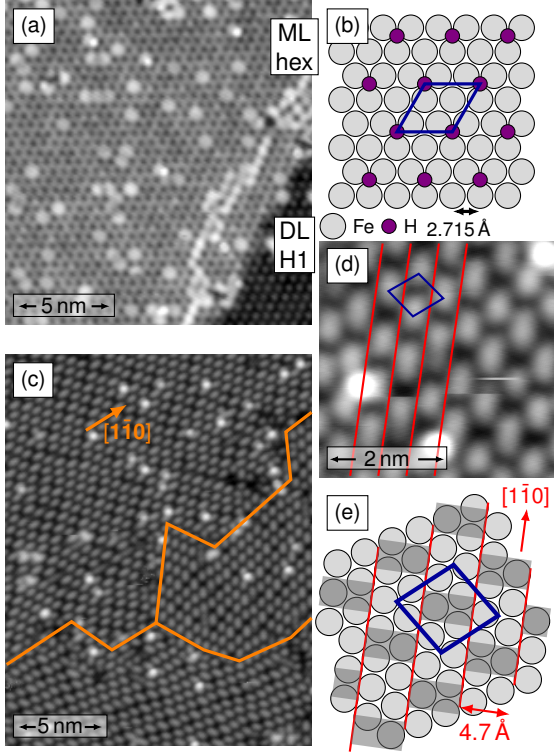 (a)
ML
hex
DL
H1
5 nm
(b)
Fe
H
2.715 Å
(c)
[11̄0]
5 nm
(d)
2 nm
(e)
[11̄0]
4.7 Å